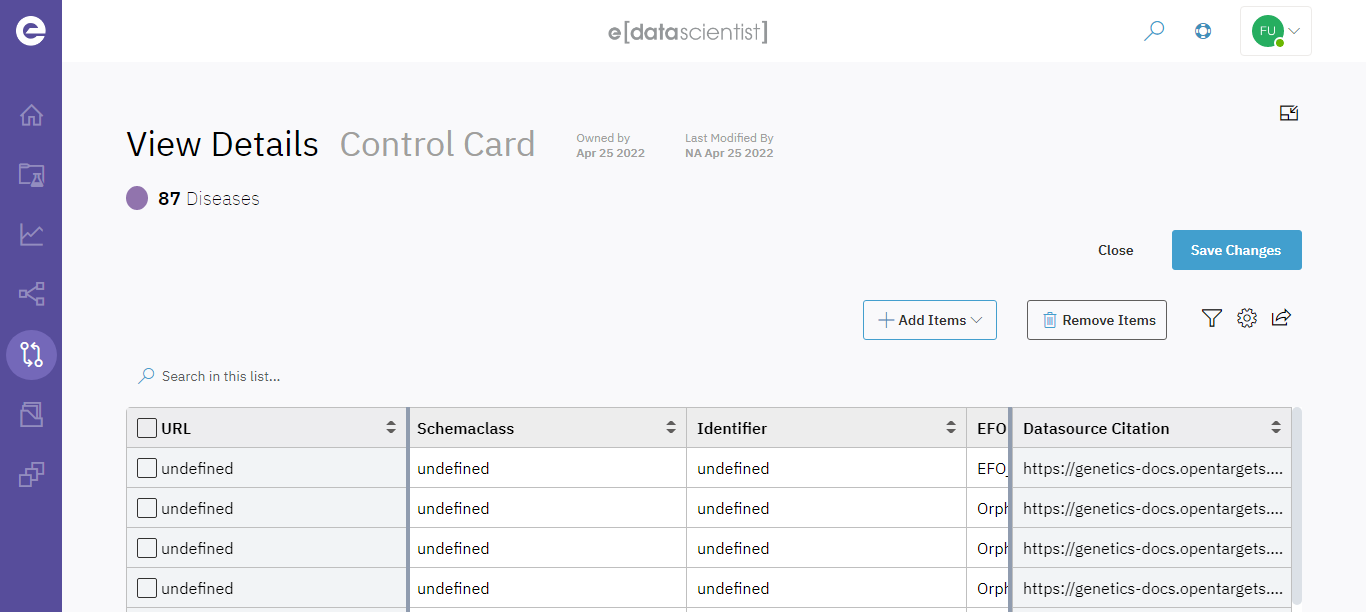 e
e[datascientist]
FU
View Details Control Card
Owned by
Apr 25 2022
Last Modified By
NA Apr 25 2022
87 Diseases
Close
Save Changes
Add Items
Remove Items
Search in this list...
URL Schemaclass Identifier EFO Datasource Citation
undefined undefined undefined EFO_ https://genetics-docs.opentargets....
undefined undefined undefined Orph https://genetics-docs.opentargets....
undefined undefined undefined Orph https://genetics-docs.opentargets....
undefined undefined undefined Orph https://genetics-docs.opentargets....